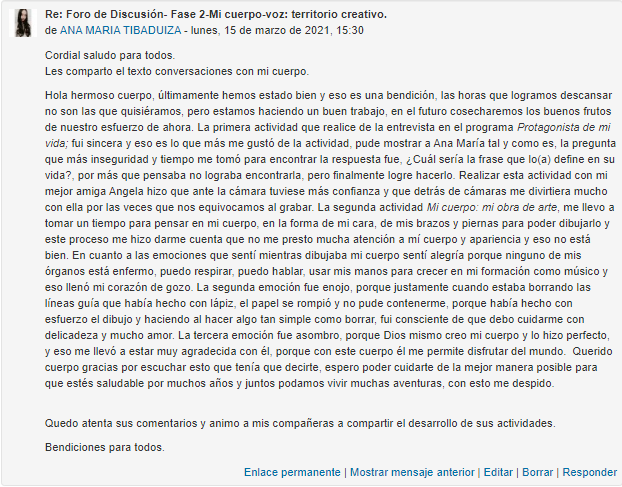 Re: Foro de Discusión- Fase 2-Mi cuerpo-voz: territorio creativo.
de ANA MARIA TIBADUIZA - lunes, 15 de marzo de 2021, 15:30
Cordial saludo para todos.
Les comparto el texto conversaciones con mi cuerpo.
Hola hermoso cuerpo, últimamente hemos estado bien y eso es una bendición, las horas que logramos descansar
no son las que quisiéramos, pero estamos haciendo un buen trabajo, en el futuro cosecharemos los buenos frutos
de nuestro esfuerzo de ahora. La primera actividad que realice de la entrevista en el programa Protagonista de mi
vida; fui sincera y eso es lo que más me gustó de la actividad, pude mostrar a Ana María tal y como es, la pregunta
que más inseguridad y tiempo me tomó para encontrar la respuesta fue, ¿Cuál sería la frase que lo(a) define en su
vida?, por más que pensaba no lograba encontrarla, pero finalmente logre hacerlo. Realizar esta actividad con mi
mejor amiga Angela hizo que ante la cámara tuviese más confianza y que detrás de cámaras me divirtiera mucho
con ella por las veces que nos equivocamos al grabar. La segunda actividad Mi cuerpo: mi obra de arte, me llevo a
tomar un tiempo para pensar en mi cuerpo, en la forma de mi cara, de mis brazos y piernas para poder dibujarlo y
este proceso me hizo darme cuenta que no me presto mucha atención a mí cuerpo y apariencia y eso no está
bien. En cuanto a las emociones que sentí mientras dibujaba mi cuerpo sentí alegría porque ninguno de mis
órganos está enfermo, puedo respirar, puedo hablar, usar mis manos para crecer en mi formación como músico y
eso llenó mi corazón de gozo. La segunda emoción fue enojo, porque justamente cuando estaba borrando las
líneas guía que había hecho con lápiz, el papel se rompió y no pude contenerme, porque había hecho con
esfuerzo el dibujo y haciendo al hacer algo tan simple como borrar, fui consciente de que debo cuidarme con
delicadeza y mucho amor. La tercera emoción fue asombro, porque Dios mismo creo mi cuerpo y lo hizo perfecto,
y eso me llevó a estar muy agradecida con él, porque con este cuerpo él me permite disfrutar del mundo.  Querido
cuerpo gracias por escuchar esto que tenía que decirte, espero poder cuidarte de la mejor manera posible para
que estés saludable por muchos años y juntos podamos vivir muchas aventuras, con esto me despido.
Quedo atenta sus comentarios y animo a mis compañeras a compartir el desarrollo de sus actividades.
Bendiciones para todos.
Enlace permanente | Mostrar mensaje anterior | Editar | Borrar | Responder